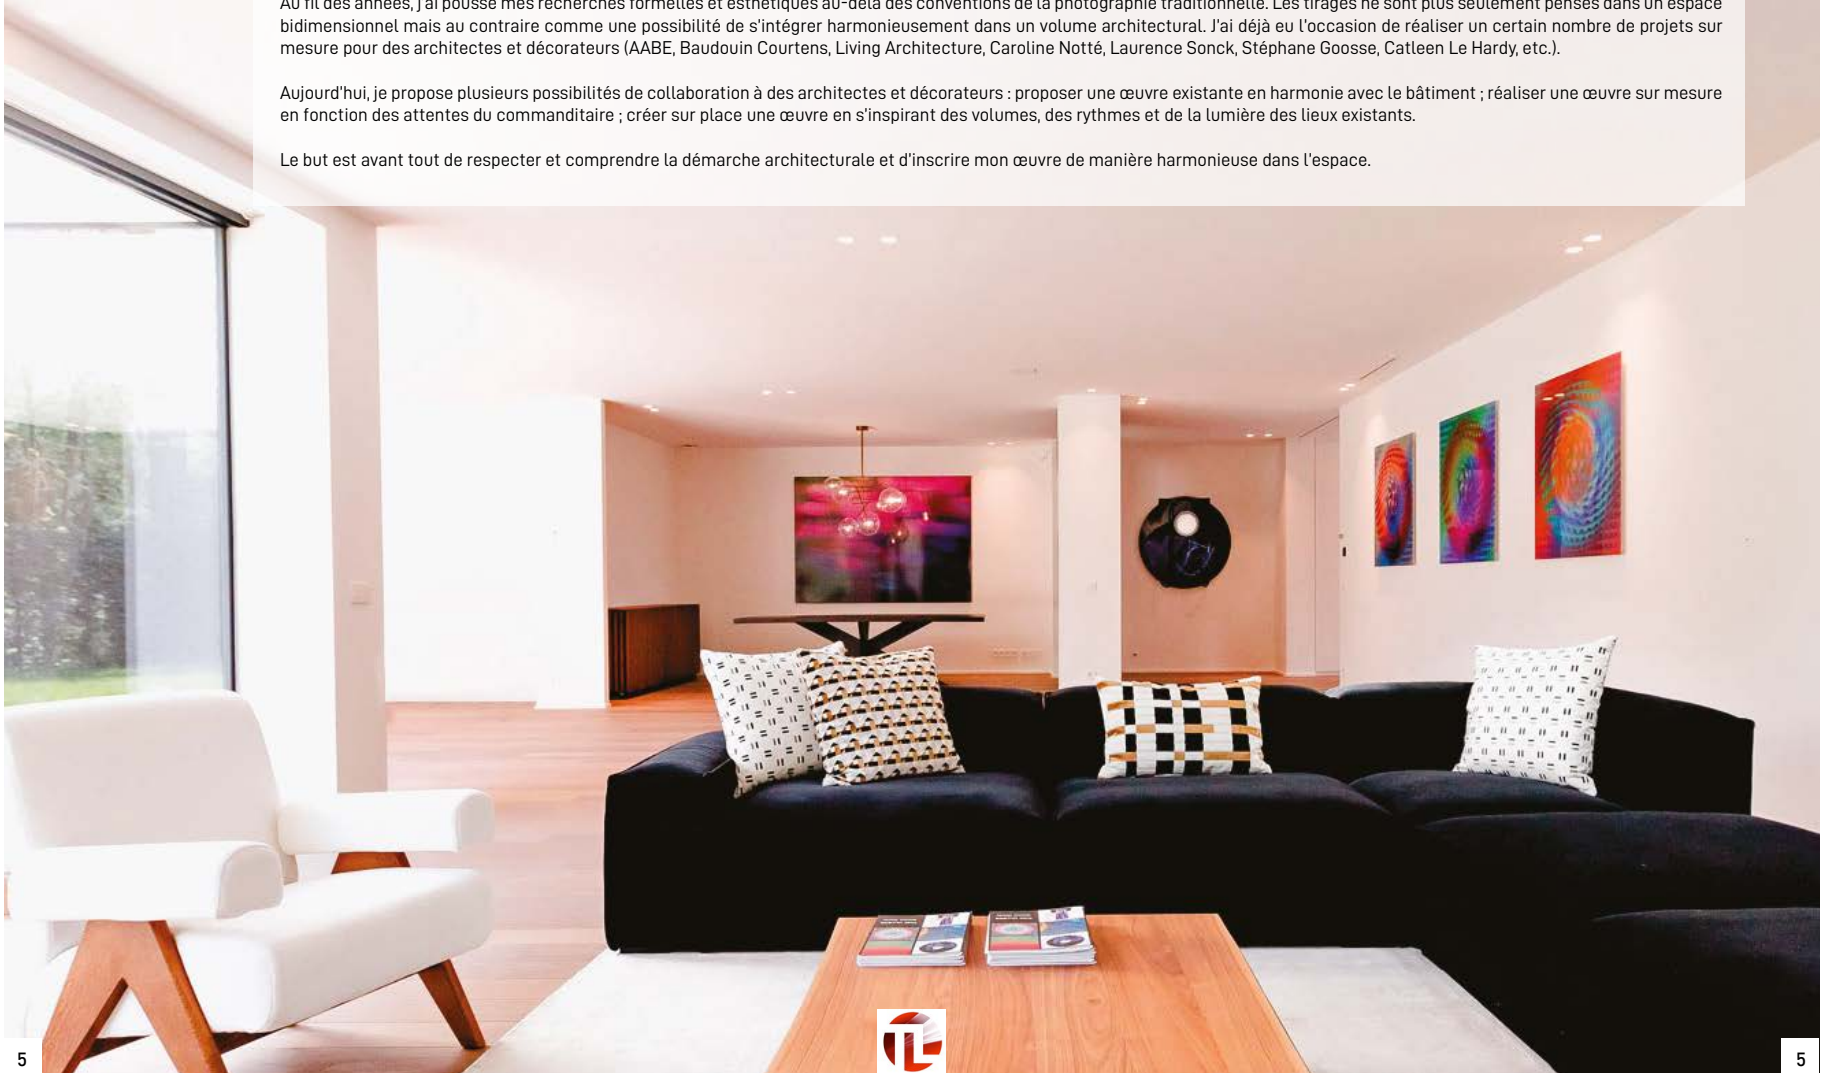 Au fil des années, j'ai poussé mes recherches formelles et esthétiques au-delà des conventions de la photographie traditionnelle. Les tirages ne sont plus seulement pensés dans un espace
bidimensionnel mais au contraire comme une possibilité de s'intégrer harmonieusement dans un volume architectural. J'ai déjà eu l'occasion de réaliser un certain nombre de projets sur
mesure pour des architectes et décorateurs (AABE, Baudouin Courtens, Living Architecture, Caroline Notté, Laurence Sonck, Stéphane Goosse, Catleen Le Hardy, etc.).
Aujourd'hui, je propose plusieurs possibilités de collaboration à des architectes et décorateurs : proposer une œuvre existante en harmonie avec le bâtiment ; réaliser une œuvre sur mesure
en fonction des attentes du commanditaire ; créer sur place une œuvre en s'inspirant des volumes, des rythmes et de la lumière des lieux existants.
Le but est avant tout de respecter et comprendre la démarche architecturale et d'inscrire mon œuvre de manière harmonieuse dans l'espace.
5
TL
5